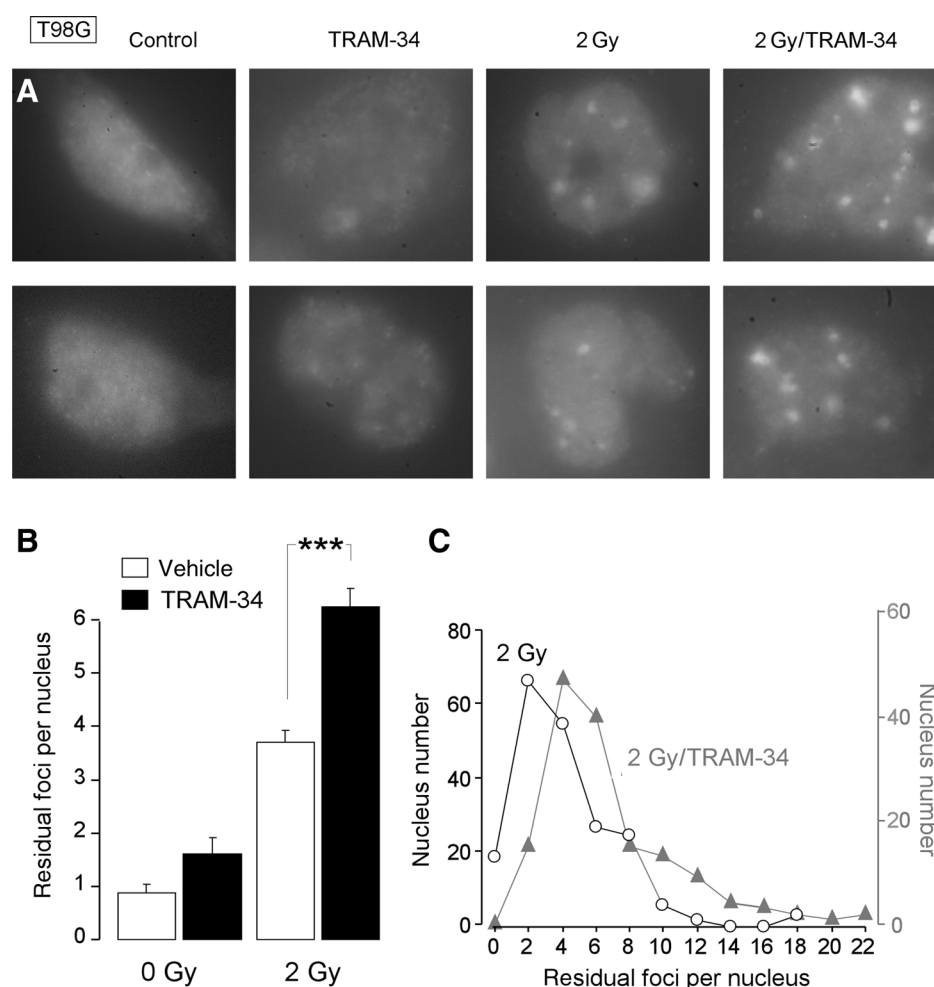 T98G
Control
TRAM-34
2 Gy
2 Gy/TRAM-34
A
B
Vehicle
TRAM-34
***
Residual foci per nucleus
6
5
4
3
2
1
0
0 Gy
2 Gy
C
80
60
40
20
0
Nucleus number
2 Gy
2 Gy/TRAM-34
60
40
20
0
Nucleus number
0 2 4 6 8 10 12 14 16 18 20 22
Residual foci per nucleus